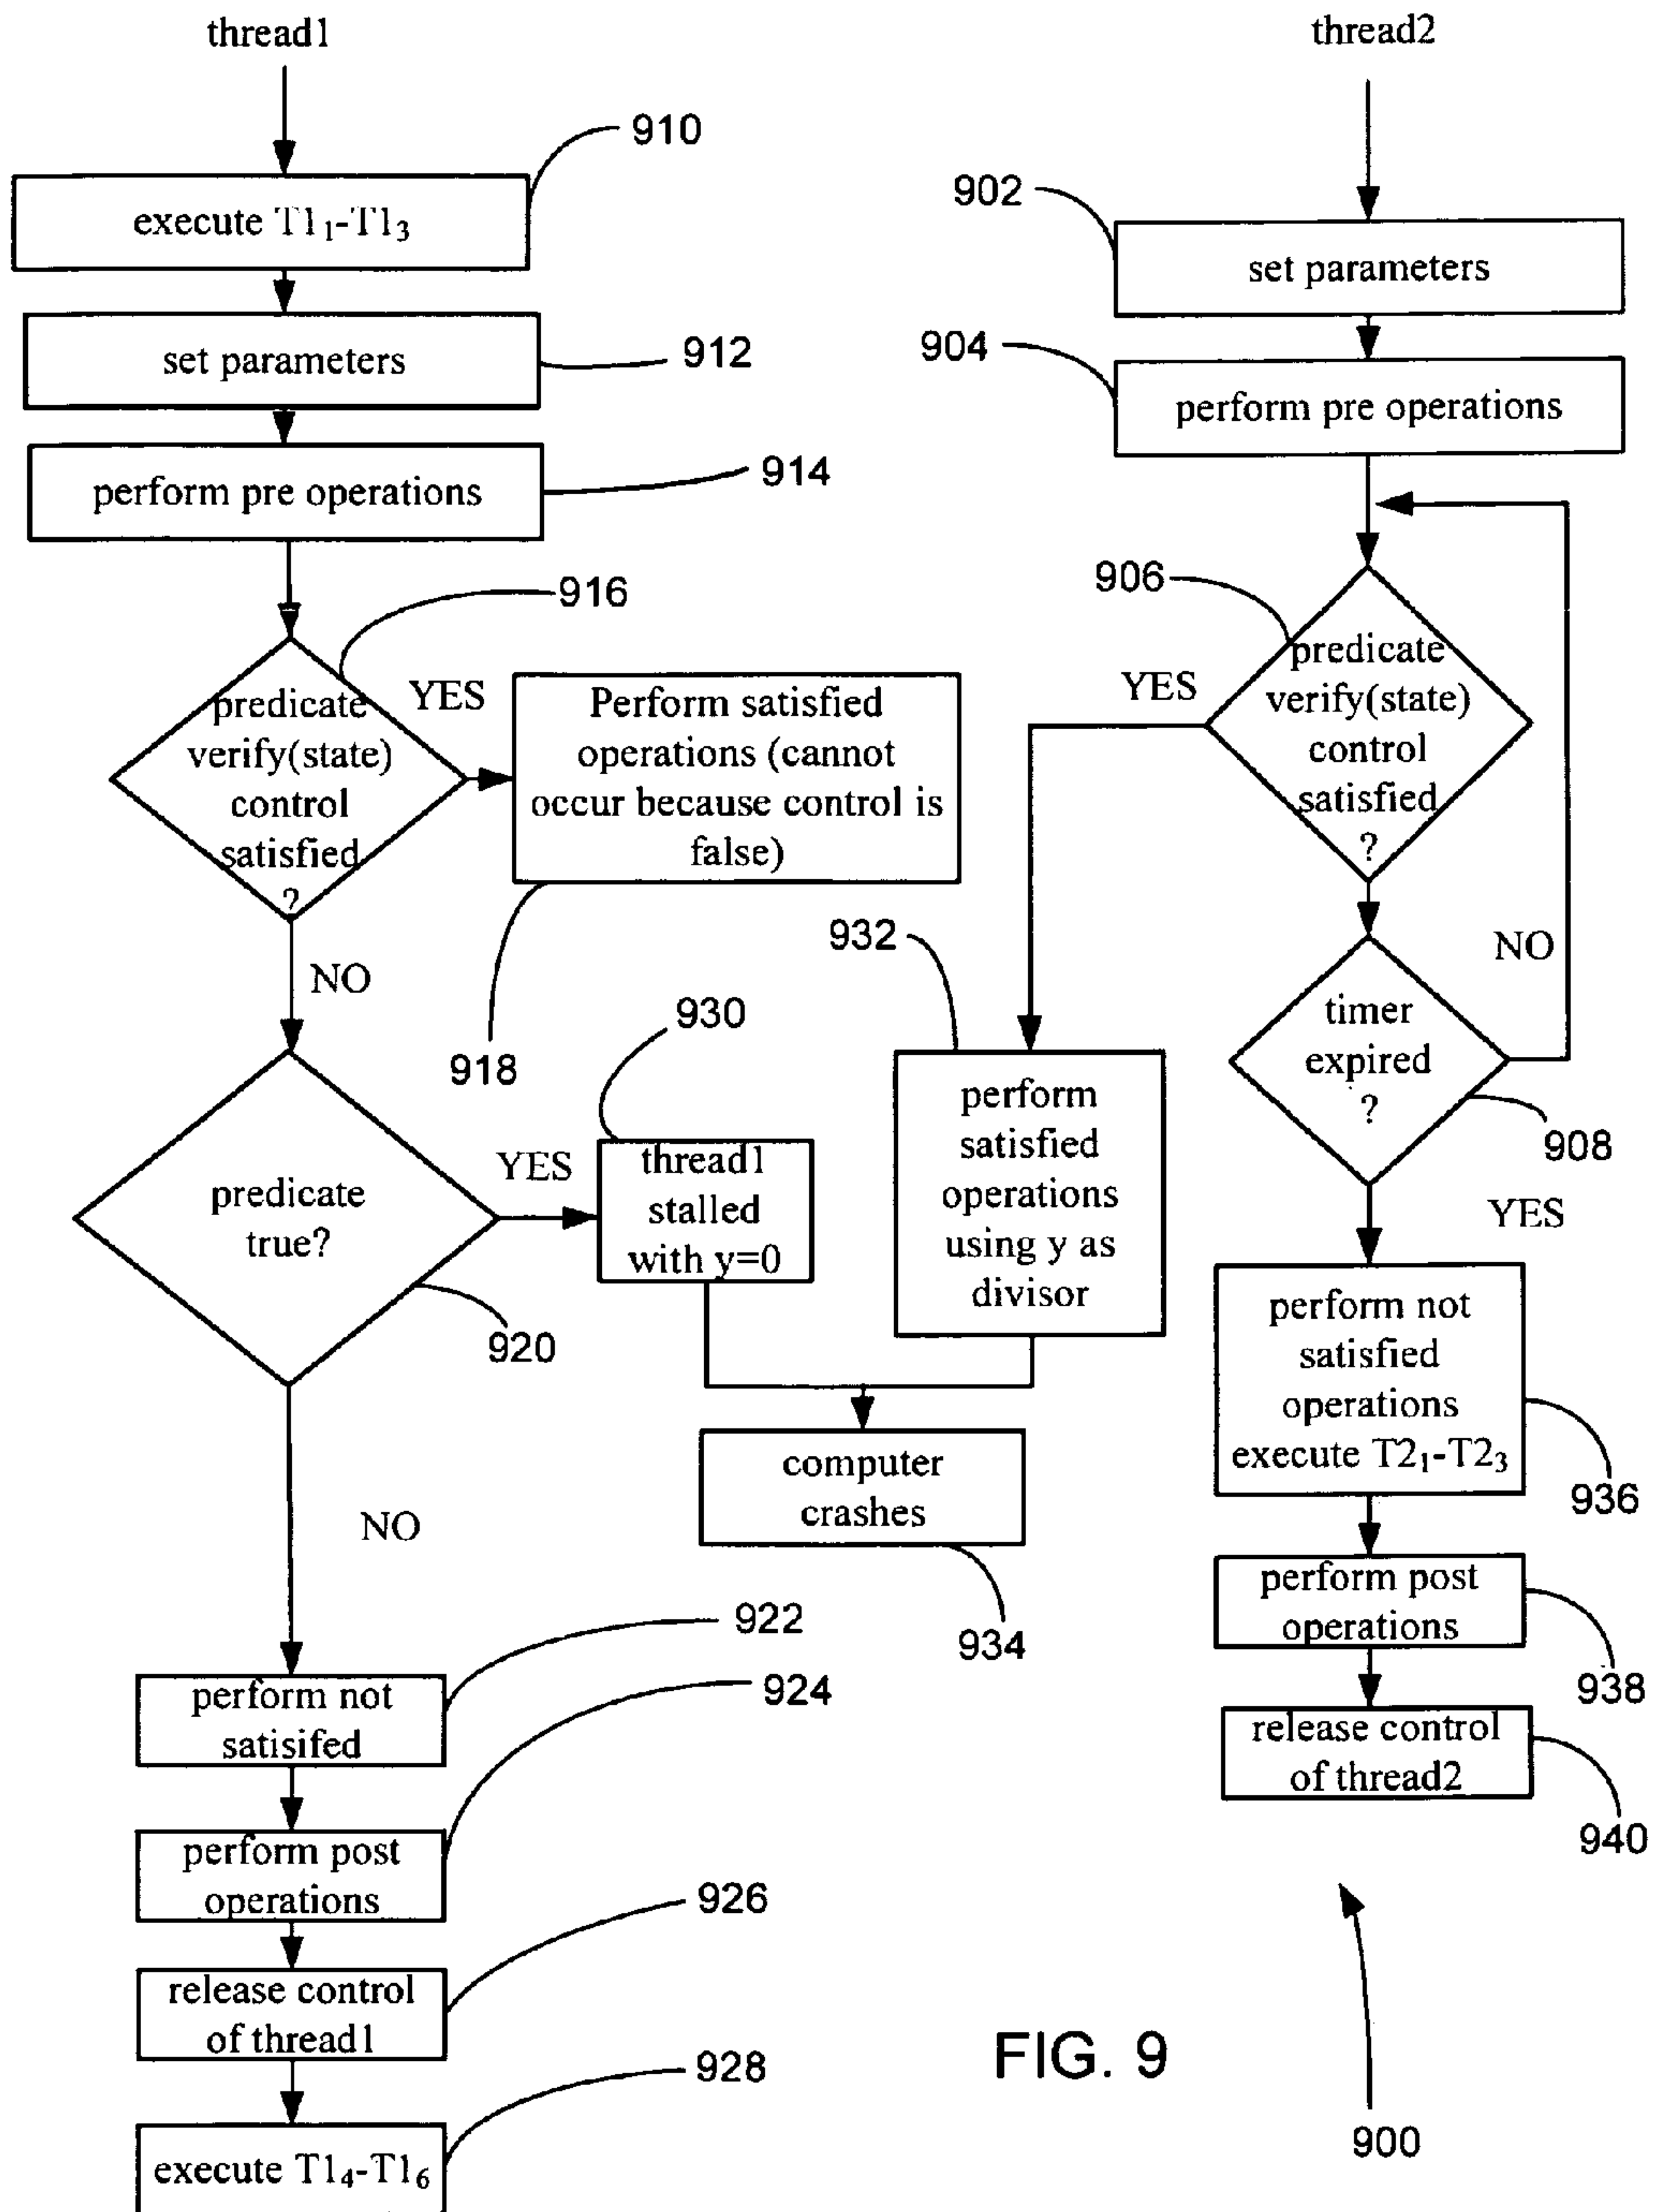 thread1
910
execute T1₁-T1₃
set parameters
912
perform pre operations
914
916
predicate
verify(state)
control
satisfied
?
YES
Perform satisfied
operations (cannot
occur because control is
false)
918
NO
predicate
true?
920
YES
930
thread1
stalled
with y=0
NO
922
perform not
satisifed
924
perform post
operations
926
release control
of thread1
928
execute T1₄-T1₆
thread2
902
set parameters
904
perform pre operations
906
predicate
verify(state)
control
satisfied
?
YES
932
perform
satisfied
operations
using y as
divisor
computer
crashes
934
NO
timer
expired
?
908
YES
perform not
satisfied
operations
execute T2₁-T2₃
936
perform post
operations
938
release control
of thread2
940
FIG. 9
900